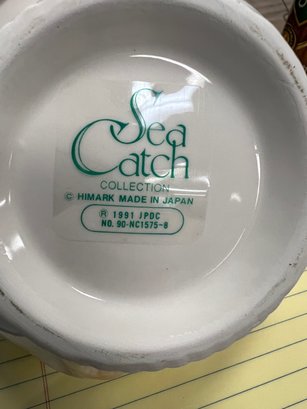 Sea
Catch
COLLECTION
© HIMARK MADE IN JAPAN
® 1991 JPDC
NO. 90-NC1575-8